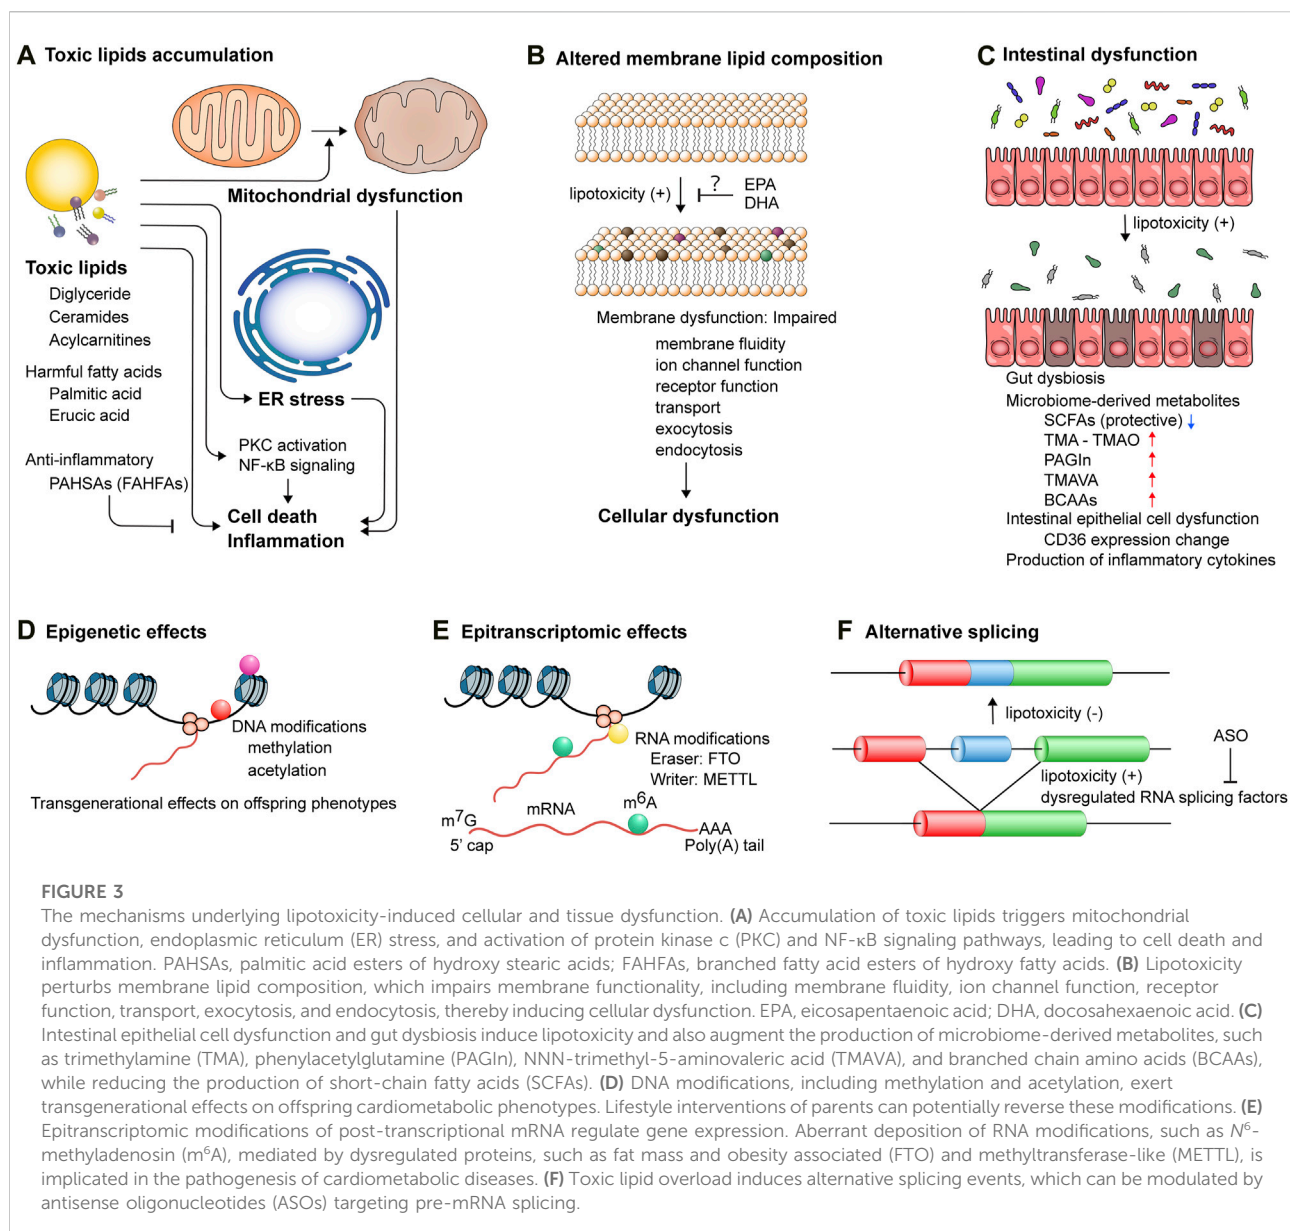 A Toxic lipids accumulation
Mitochondrial dysfunction
Toxic lipids
Diglyceride
Ceramides
Acylcarnitines
Harmful fatty acids
Palmitic acid
Erucic acid
Anti-inflammatory
PAHSAs (FAHFAs)
ER stress
PKC activation
NF-κB signaling
Cell death
Inflammation
B Altered membrane lipid composition
lipotoxicity (+)
?
EPA
DHA
Membrane dysfunction: Impaired
membrane fluidity
ion channel function
receptor function
transport
exocytosis
endocytosis
Cellular dysfunction
C Intestinal dysfunction
lipotoxicity (+)
Gut dysbiosis
Microbiome-derived metabolites
SCFAs (protective) ↓
TMA - TMAO ↑
PAGIn ↑
TMAVA ↑
BCAAs ↑
Intestinal epithelial cell dysfunction
CD36 expression change
Production of inflammatory cytokines
D Epigenetic effects
DNA modifications
methylation
acetylation
Transgenerational effects on offspring phenotypes
E Epitranscriptomic effects
RNA modifications
Eraser: FTO
Writer: METTL
m⁷G
5' cap
mRNA
m⁶A
AAA
Poly(A) tail
F Alternative splicing
lipotoxicity (-)
lipotoxicity (+)
dysregulated RNA splicing factors
ASO
FIGURE 3
The mechanisms underlying lipotoxicity-induced cellular and tissue dysfunction. (A) Accumulation of toxic lipids triggers mitochondrial
dysfunction, endoplasmic reticulum (ER) stress, and activation of protein kinase c (PKC) and NF-κB signaling pathways, leading to cell death and
inflammation. PAHSAs, palmitic acid esters of hydroxy stearic acids; FAHFAs, branched fatty acid esters of hydroxy fatty acids. (B) Lipotoxicity
perturbs membrane lipid composition, which impairs membrane functionality, including membrane fluidity, ion channel function, receptor
function, transport, exocytosis, and endocytosis, thereby inducing cellular dysfunction. EPA, eicosapentaenoic acid; DHA, docosahexaenoic acid. (C)
Intestinal epithelial cell dysfunction and gut dysbiosis induce lipotoxicity and also augment the production of microbiome-derived metabolites, such
as trimethylamine (TMA), phenylacetylglutamine (PAGIn), NNN-trimethyl-5-aminovaleric acid (TMAVA), and branched chain amino acids (BCAAs),
while reducing the production of short-chain fatty acids (SCFAs). (D) DNA modifications, including methylation and acetylation, exert
transgenerational effects on offspring cardiometabolic phenotypes. Lifestyle interventions of parents can potentially reverse these modifications. (E)
Epitranscriptomic modifications of post-transcriptional mRNA regulate gene expression. Aberrant deposition of RNA modifications, such as N⁶-
methyladenosin (m⁶A), mediated by dysregulated proteins, such as fat mass and obesity associated (FTO) and methyltransferase-like (METTL), is
implicated in the pathogenesis of cardiometabolic diseases. (F) Toxic lipid overload induces alternative splicing events, which can be modulated by
antisense oligonucleotides (ASOs) targeting pre-mRNA splicing.